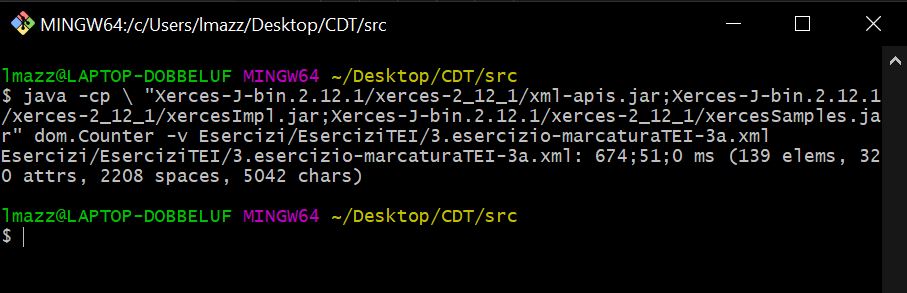 MINGW64:/c/Users/lmazz/Desktop/CDT/src
lmazz@LAPTOP-DOBBELUF MINGW64 ~/Desktop/CDT/src
$ java -cp \ "Xerces-J-bin.2.12.1/xerces-2_12_1/xml-apis.jar;Xerces-J-bin.2.12.1
/xerces-2_12_1/xercesImpl.jar;Xerces-J-bin.2.12.1/xerces-2_12_1/xercesSamples.ja
r" dom.Counter -v Esercizi/EserciziTEI/3.esercizio-marcaturaTEI-3a.xml
Esercizi/EserciziTEI/3.esercizio-marcaturaTEI-3a.xml: 674;51;0 ms (139 elems, 32
0 attrs, 2208 spaces, 5042 chars)
lmazz@LAPTOP-DOBBELUF MINGW64 ~/Desktop/CDT/src
$